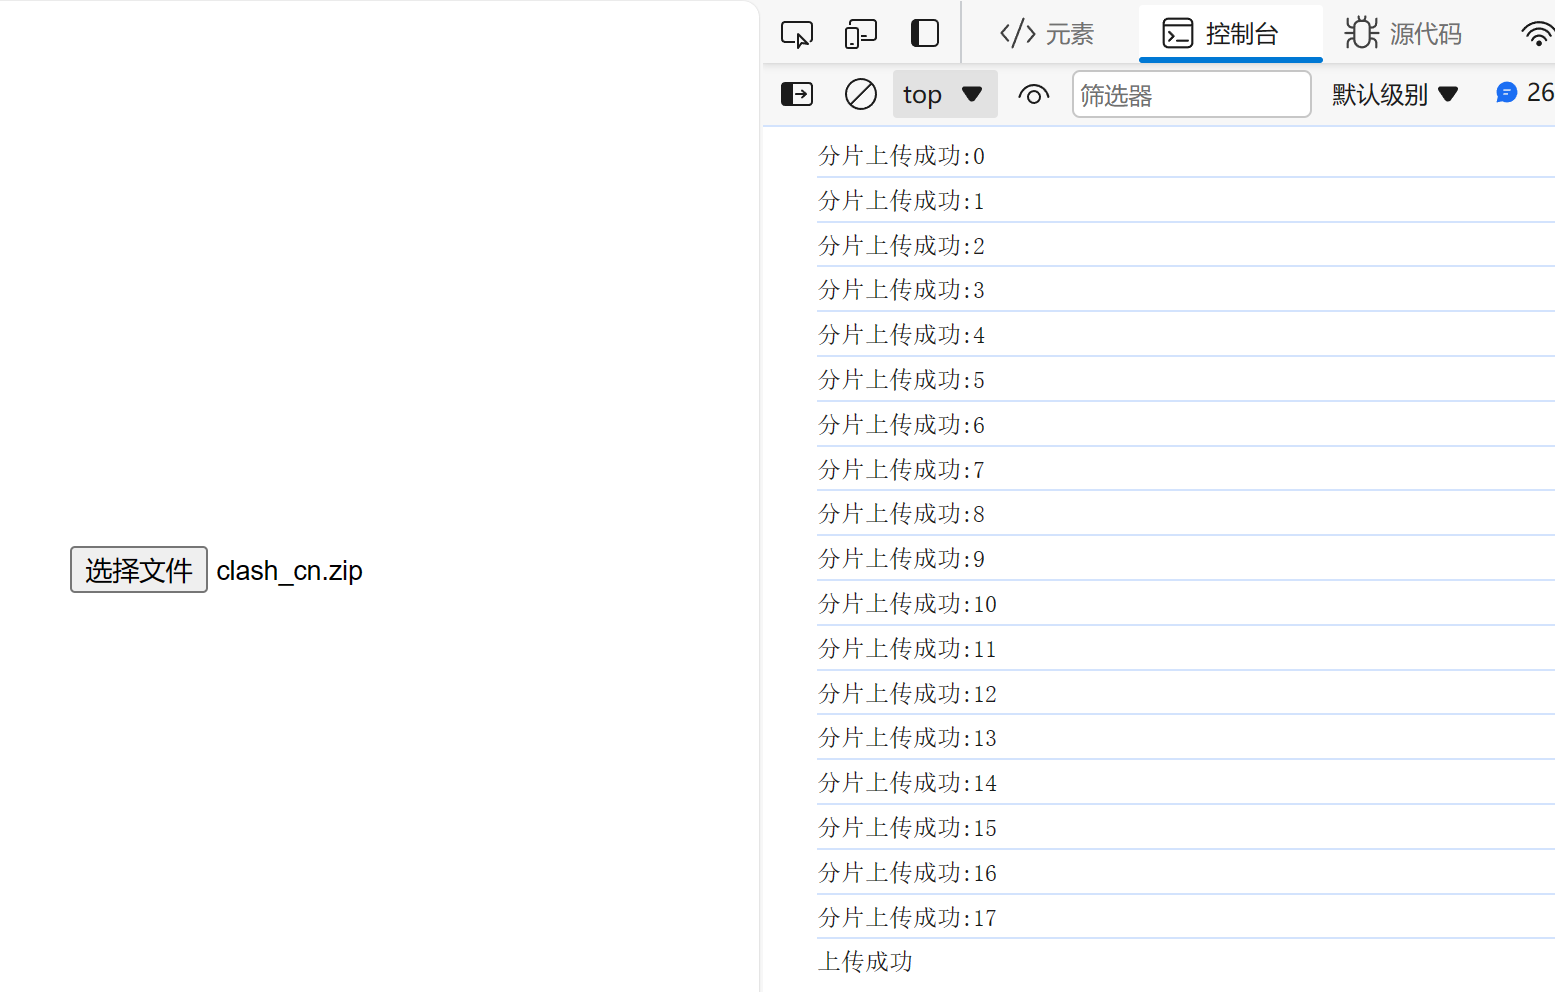 元素 控制台 源代码
top 筛选器 默认级别 26
分片上传成功:0
分片上传成功:1
分片上传成功:2
分片上传成功:3
分片上传成功:4
分片上传成功:5
分片上传成功:6
分片上传成功:7
分片上传成功:8
分片上传成功:9
分片上传成功:10
分片上传成功:11
分片上传成功:12
分片上传成功:13
分片上传成功:14
分片上传成功:15
分片上传成功:16
分片上传成功:17
上传成功
选择文件 clash_cn.zip